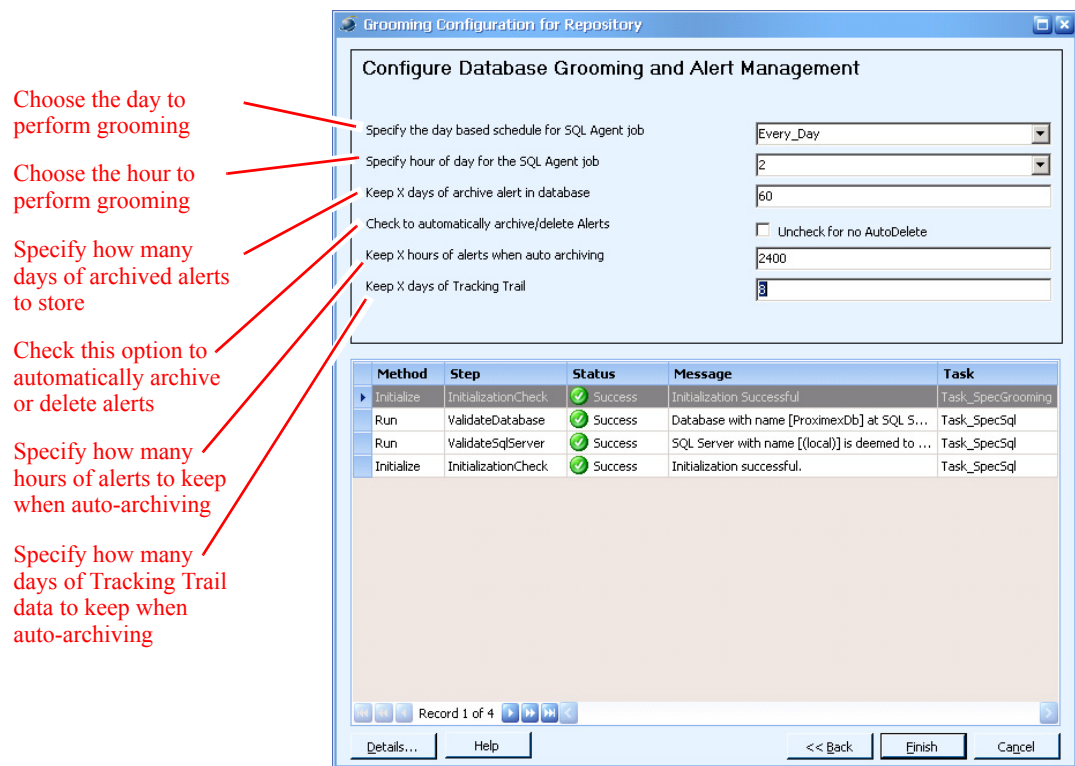 Grooming Configuration for Repository
Configure Database Grooming and Alert Management
Choose the day to
perform grooming
Choose the hour to
perform grooming
Specify how many
days of archived alerts
to store
Check this option to
automatically archive
or delete alerts
Specify how many
hours of alerts to keep
when auto-archiving
Specify how many
days of Tracking Trail
data to keep when
auto-archiving
Specify the day based schedule for SQL Agent job Every_Day
Specify hour of day for the SQL Agent job 2
Keep X days of archive alert in database 60
Check to automatically archive/delete Alerts Uncheck for no AutoDelete
Keep X hours of alerts when auto archiving 2400
Keep X days of Tracking Trail 8
Method Step Status Message Task
Initialize InitializationCheck Success Initialization Successful Task_SpecGrooming
Run ValidateDatabase Success Database with name [ProximexDb] at SQL S... Task_SpecSql
Run ValidateSqlServer Success SQL Server with name [(local)] is deemed to ... Task_SpecSql
Initialize InitializationCheck Success Initialization successful. Task_SpecSql
Record 1 of 4
Details... Help << Back Finish Cancel